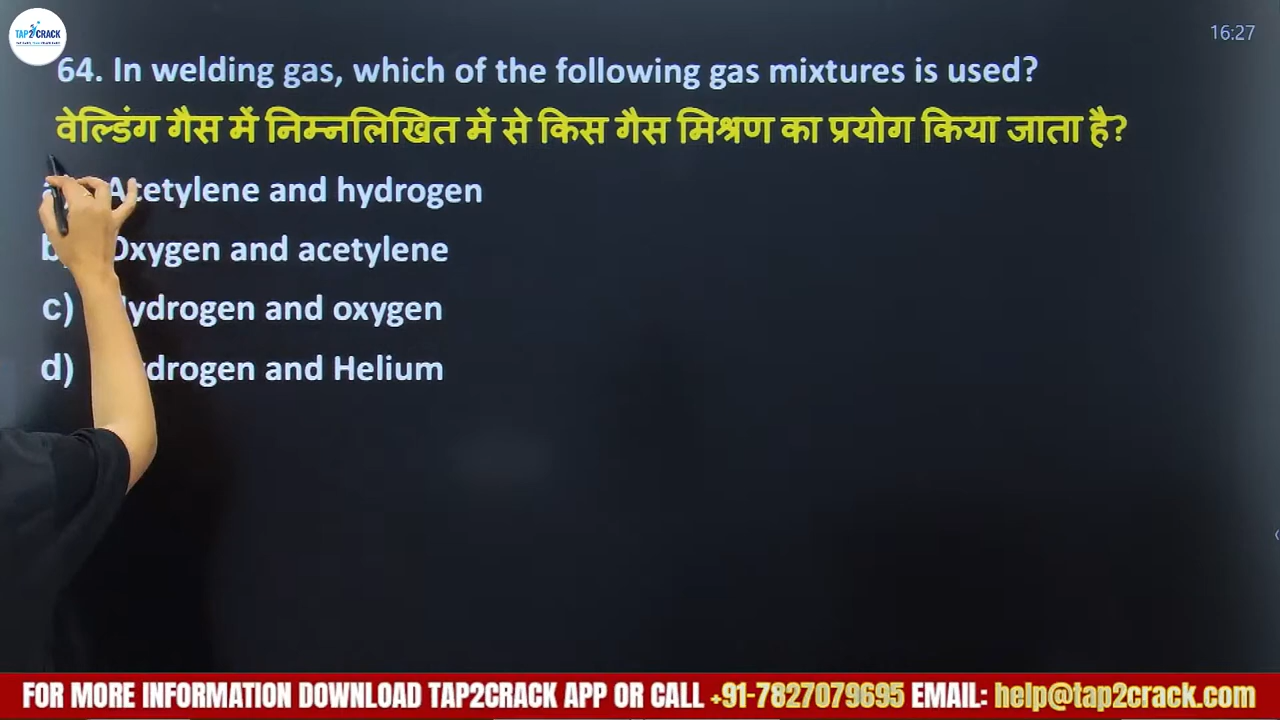 TAP2CRACK
16:27
64. In welding gas, which of the following gas mixtures is used?
वेल्डिंग गैस में निम्नलिखित में से किस गैस मिश्रण का प्रयोग किया जाता है?
Acetylene and hydrogen
b) Oxygen and acetylene
c) Hydrogen and oxygen
d) Hydrogen and Helium
FOR MORE INFORMATION DOWNLOAD TAP2CRACK APP OR CALL +91-7827079695 EMAIL: help@tap2crack.com